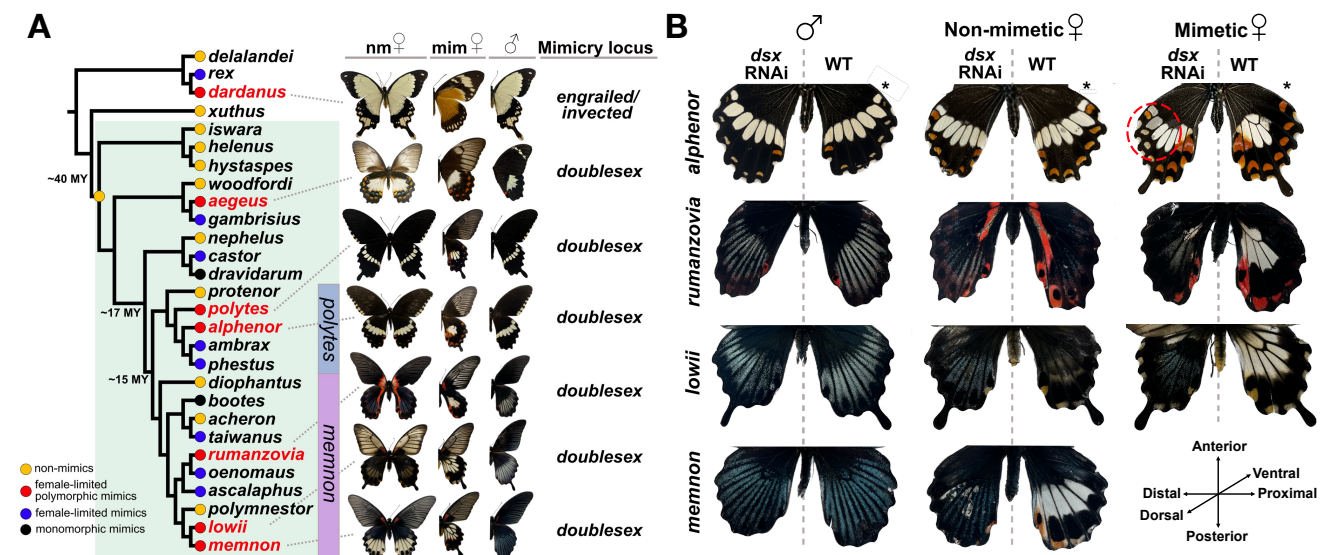 A
nm♀ mim♀ ♂ Mimicry locus
delalandei
rex
dardanus
xuthus
iswara
helenus
hystaspes
woodfordi
aegeus
gambrisius
nephelus
castor
dravidarum
protenor
polytes
alphenor
ambrax
phestus
diophantus
bootes
acheron
taiwanus
rumanzovia
oenomaus
ascalaphus
polymnestor
lowii
memnon
~40 MY
~17 MY
~15 MY
non-mimics
female-limited
polymorphic mimics
female-limited mimics
monomorphic mimics
polytes
memnon
engrailed/
invected
doublesex
doublesex
doublesex
doublesex
doublesex
doublesex
B
♂ Non-mimetic♀ Mimetic♀
dsx
RNAi
WT
dsx
RNAi
WT
dsx
RNAi
WT
*
*
*
alphenor
rumanzovia
lowii
memnon
Anterior
Ventral
Distal
Proximal
Dorsal
Posterior